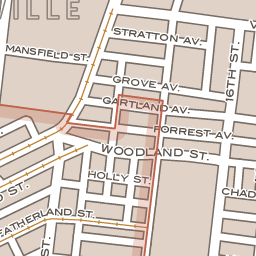 VILLE
STRATTON AV.
MANSFIELD ST.
16TH ST.
GROVE AV.
GARTLAND AV.
FORREST AV.
WOODLAND ST.
HOLLY ST.
CHAD
D ST.
EATHERLAND ST.